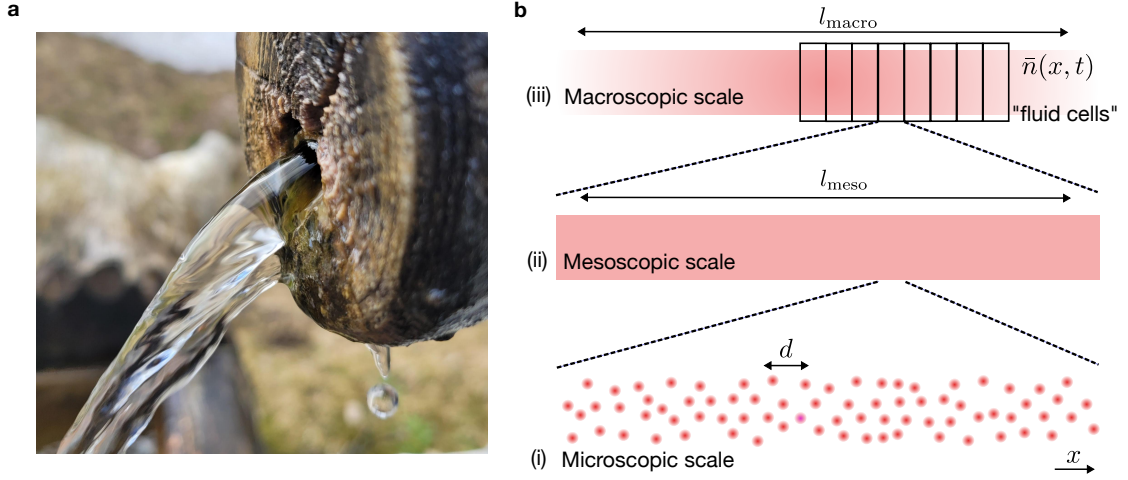 a
b
l_macro
n̄(x, t)
(iii) Macroscopic scale
"fluid cells"
l_meso
(ii) Mesoscopic scale
d
(i) Microscopic scale
x